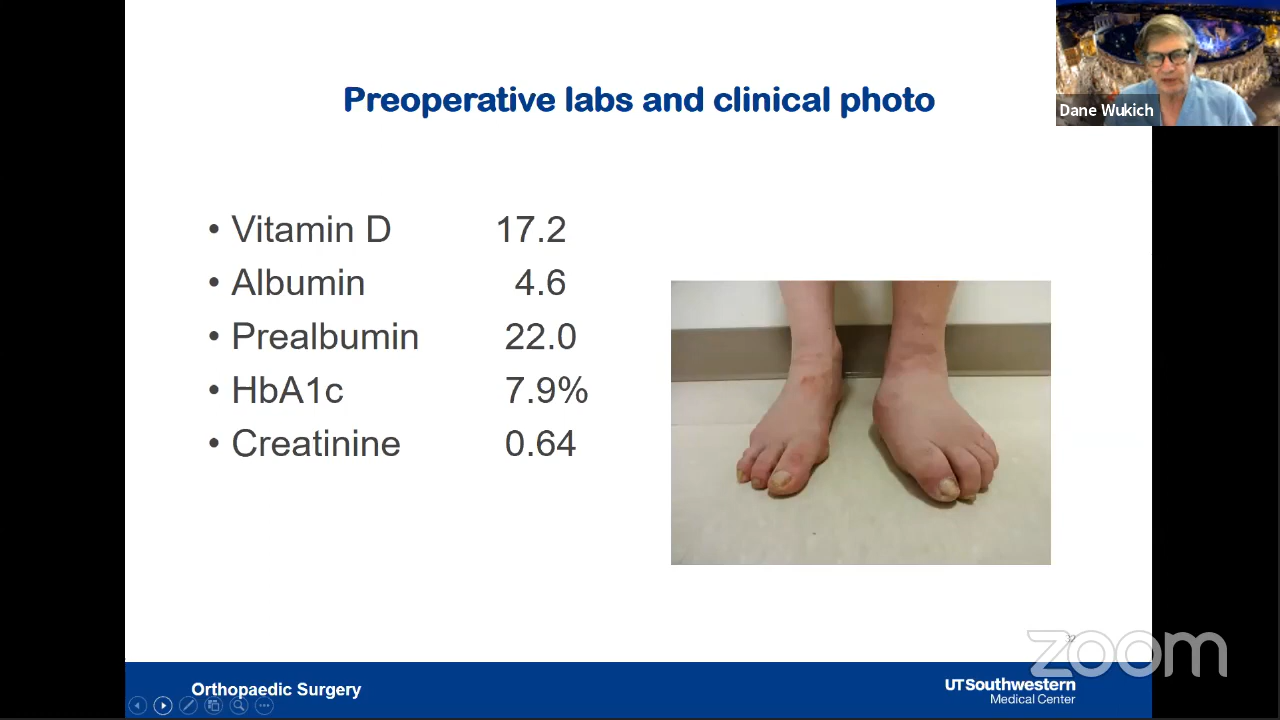 Preoperative labs and clinical photo
Dane Wukich
• Vitamin D 17.2
• Albumin 4.6
• Prealbumin 22.0
• HbA1c 7.9%
• Creatinine 0.64
32
zoom
Orthopaedic Surgery
UTSouthwestern
Medical Center